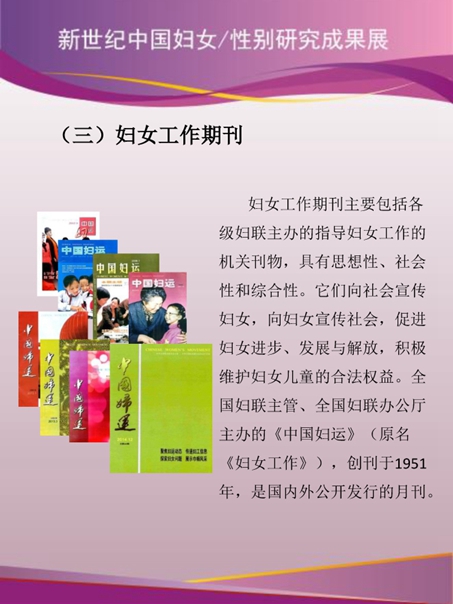 新世纪中国妇女/性别研究成果展
（三）妇女工作期刊
妇女工作期刊主要包括各
级妇联主办的指导妇女工作的
机关刊物，具有思想性、社会
性和综合性。它们向社会宣传
妇女，向妇女宣传社会，促进
妇女进步、发展与解放，积极
维护妇女儿童的合法权益。全
国妇联主管、全国妇联办公厅
主办的《中国妇运》（原名
《妇女工作》），创刊于1951
年，是国内外公开发行的月刊。
中国妇运
中国妇运
中国妇运
中国妇运
中国妇运
中国妇运